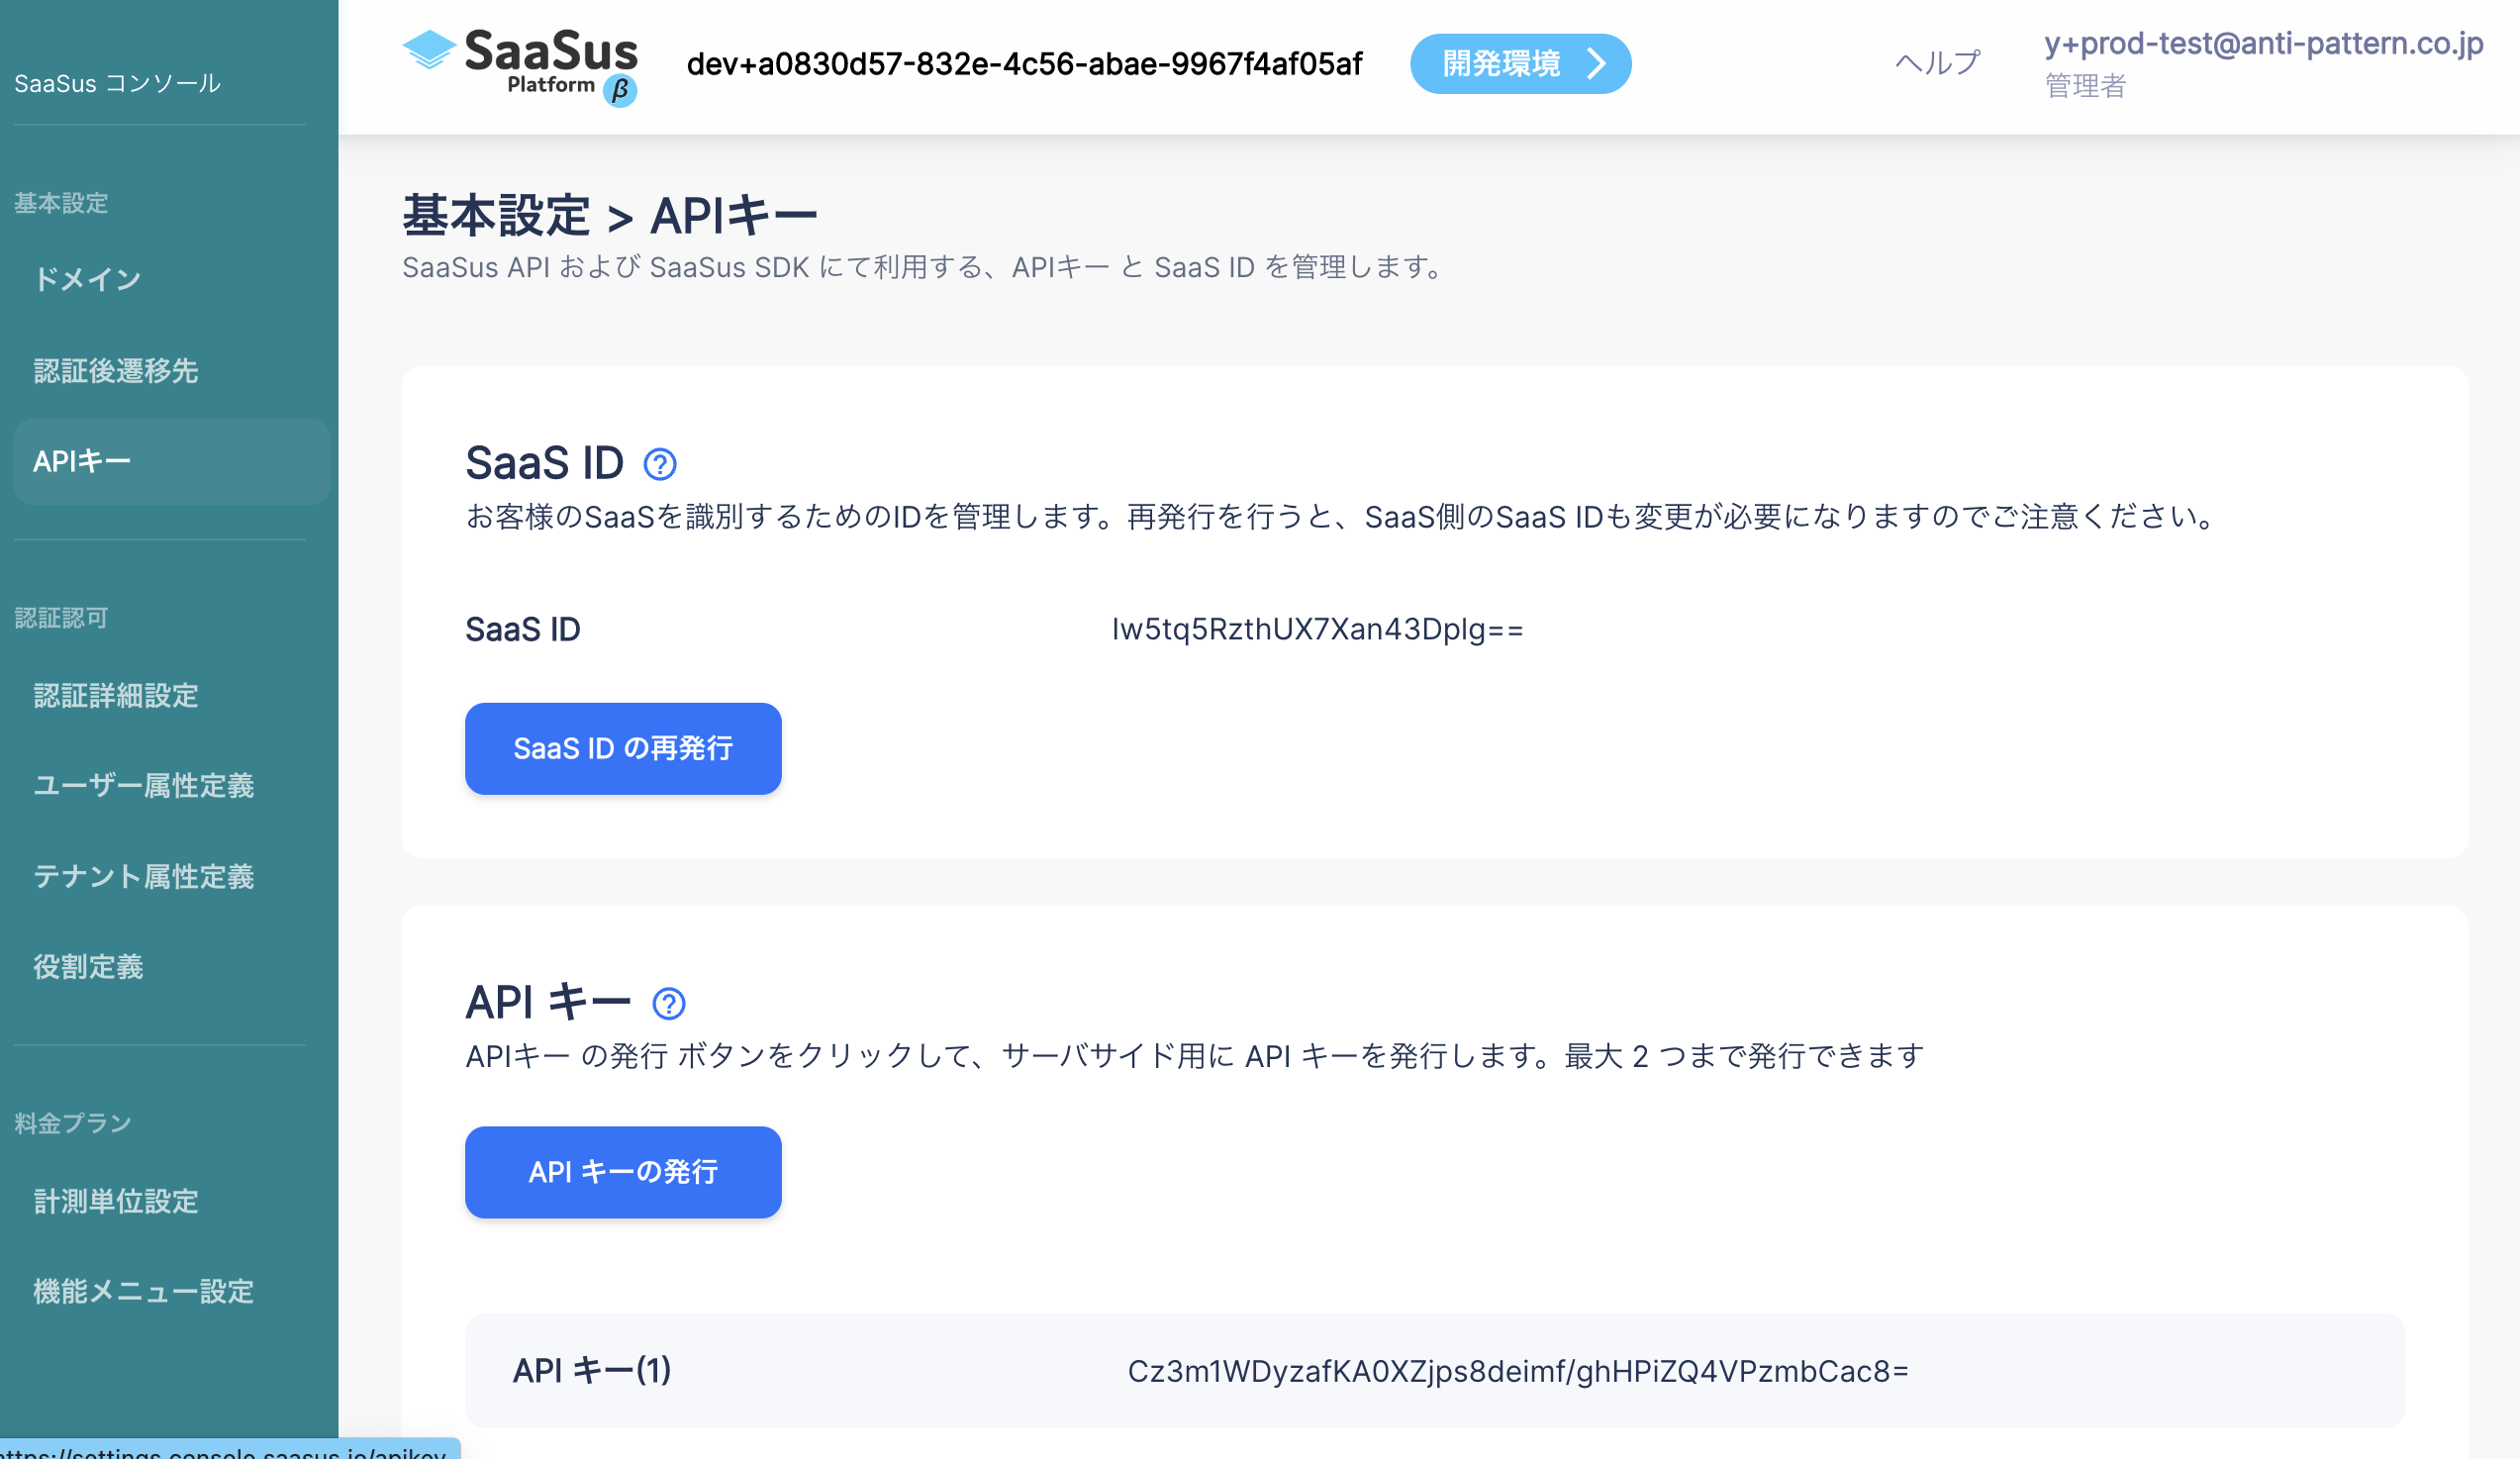 SaaSus コンソール
基本設定
ドメイン
認証後遷移先
APIキー
認証認可
認証詳細設定
ユーザー属性定義
テナント属性定義
役割定義
料金プラン
計測単位設定
機能メニュー設定
SaaSus
Platform β
dev+a0830d57-832e-4c56-abae-9967f4af05af
開発環境
ヘルプ
y+prod-test@anti-pattern.co.jp
管理者
基本設定 > APIキー
SaaSus API および SaaSus SDK にて利用する、APIキー と SaaS ID を管理します。
SaaS ID ?
お客様のSaaSを識別するためのIDを管理します。再発行を行うと、SaaS側のSaaS IDも変更が必要になりますのでご注意ください。
SaaS ID Iw5tq5RzthUX7Xan43DpIg==
SaaS ID の再発行
API キー ?
APIキー の発行 ボタンをクリックして、サーバサイド用に API キーを発行します。最大 2 つまで発行できます
API キーの発行
API キー(1) Cz3m1WDyzafKA0XZjps8deimf/ghHPiZQ4VPzmbCac8=
https://settings.console.saasus.io/apikey